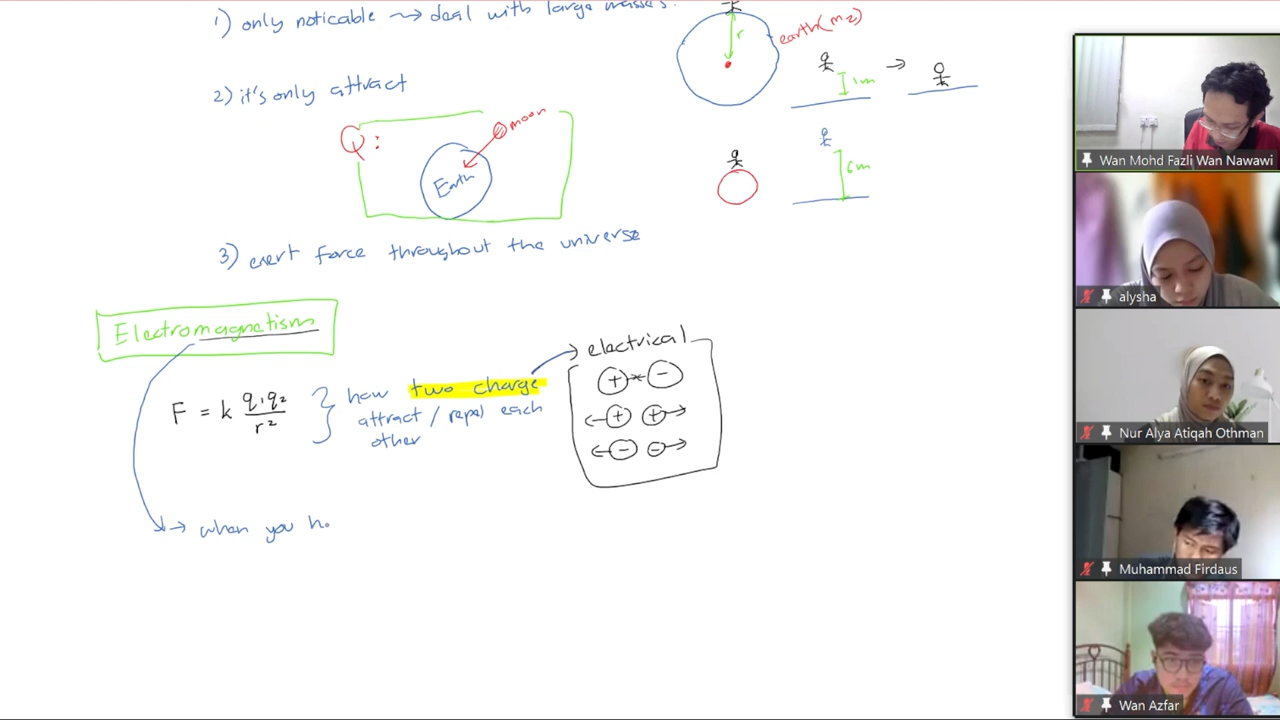 1) only noticable → deal with large masses.
r
earth(m2)
1m
→
2) it's only attract
Q:
moon
Earth
6m
3) exert force throughout the universe
Electromagnetism
electrical
+ -
F = k q1q2/r²
how two charge
attract / repel each
other
← + + →
← - - →
→ when you h
Wan Mohd Fazli Wan Nawawi
alysha
Nur Alya Atiqah Othman
Muhammad Firdaus
Wan Azfar